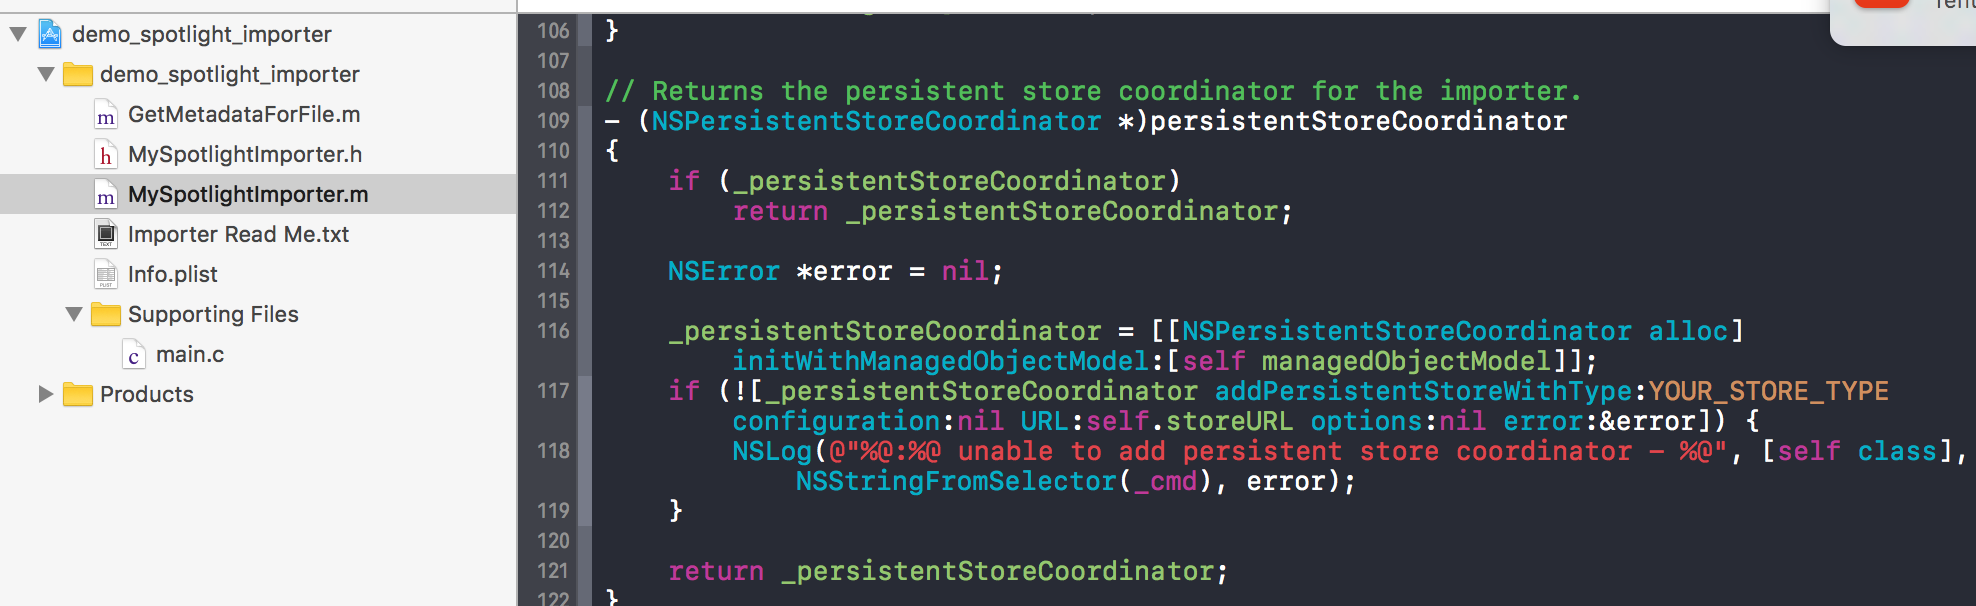 demo_spotlight_importer
demo_spotlight_importer
GetMetadataForFile.m
MySpotlightImporter.h
MySpotlightImporter.m
Importer Read Me.txt
Info.plist
Supporting Files
main.c
Products
106 }
107
108 // Returns the persistent store coordinator for the importer.
109 - (NSPersistentStoreCoordinator *)persistentStoreCoordinator
110 {
111 if (_persistentStoreCoordinator)
112 return _persistentStoreCoordinator;
113
114 NSError *error = nil;
115
116 _persistentStoreCoordinator = [[NSPersistentStoreCoordinator alloc]
initWithManagedObjectModel:[self managedObjectModel]];
117 if (![_persistentStoreCoordinator addPersistentStoreWithType:YOUR_STORE_TYPE
configuration:nil URL:self.storeURL options:nil error:&error]) {
118 NSLog(@"%@:%@ unable to add persistent store coordinator - %@", [self class],
NSStringFromSelector(_cmd), error);
119 }
120
121 return _persistentStoreCoordinator;
122 }